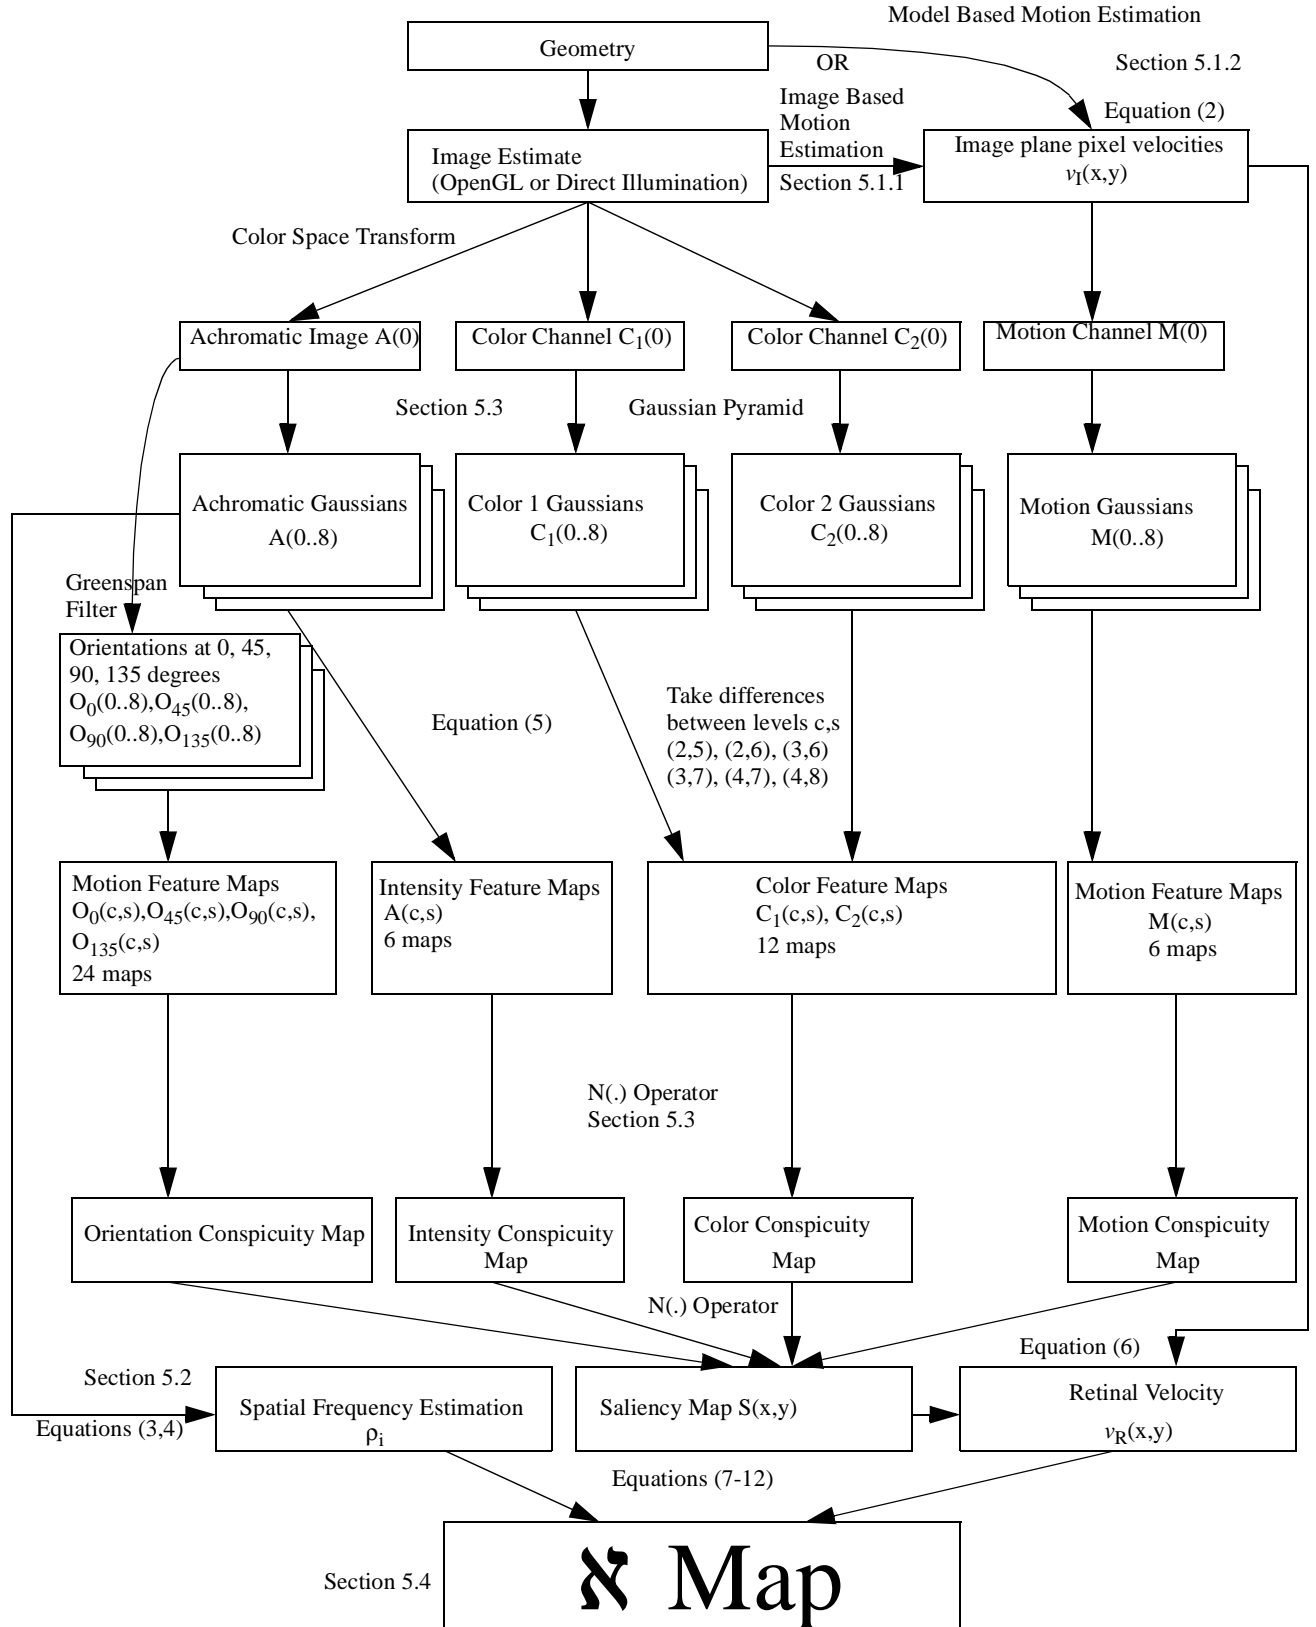 Model Based Motion Estimation
Geometry
OR
Section 5.1.2
Image Based
Motion
Estimation
Section 5.1.1
Equation (2)
Image Estimate
(OpenGL or Direct Illumination)
Image plane pixel velocities
v_I(x,y)
Color Space Transform
Achromatic Image A(0)
Color Channel C₁(0)
Color Channel C₂(0)
Motion Channel M(0)
Section 5.3
Gaussian Pyramid
Achromatic Gaussians
A(0..8)
Color 1 Gaussians
C₁(0..8)
Color 2 Gaussians
C₂(0..8)
Motion Gaussians
M(0..8)
Greenspan
Filter
Orientations at 0, 45,
90, 135 degrees
O₀(0..8),O₄₅(0..8),
O₉₀(0..8),O₁₃₅(0..8)
Equation (5)
Take differences
between levels c,s
(2,5), (2,6), (3,6)
(3,7), (4,7), (4,8)
Motion Feature Maps
O₀(c,s),O₄₅(c,s),O₉₀(c,s),
O₁₃₅(c,s)
24 maps
Intensity Feature Maps
A(c,s)
6 maps
Color Feature Maps
C₁(c,s), C₂(c,s)
12 maps
Motion Feature Maps
M(c,s)
6 maps
N(.) Operator
Section 5.3
Orientation Conspicuity Map
Intensity Conspicuity
Map
Color Conspicuity
Map
Motion Conspicuity
Map
N(.) Operator
Equation (6)
Section 5.2
Equations (3,4)
Spatial Frequency Estimation
ρᵢ
Saliency Map S(x,y)
Retinal Velocity
v_R(x,y)
Equations (7-12)
Section 5.4
ℵ Map